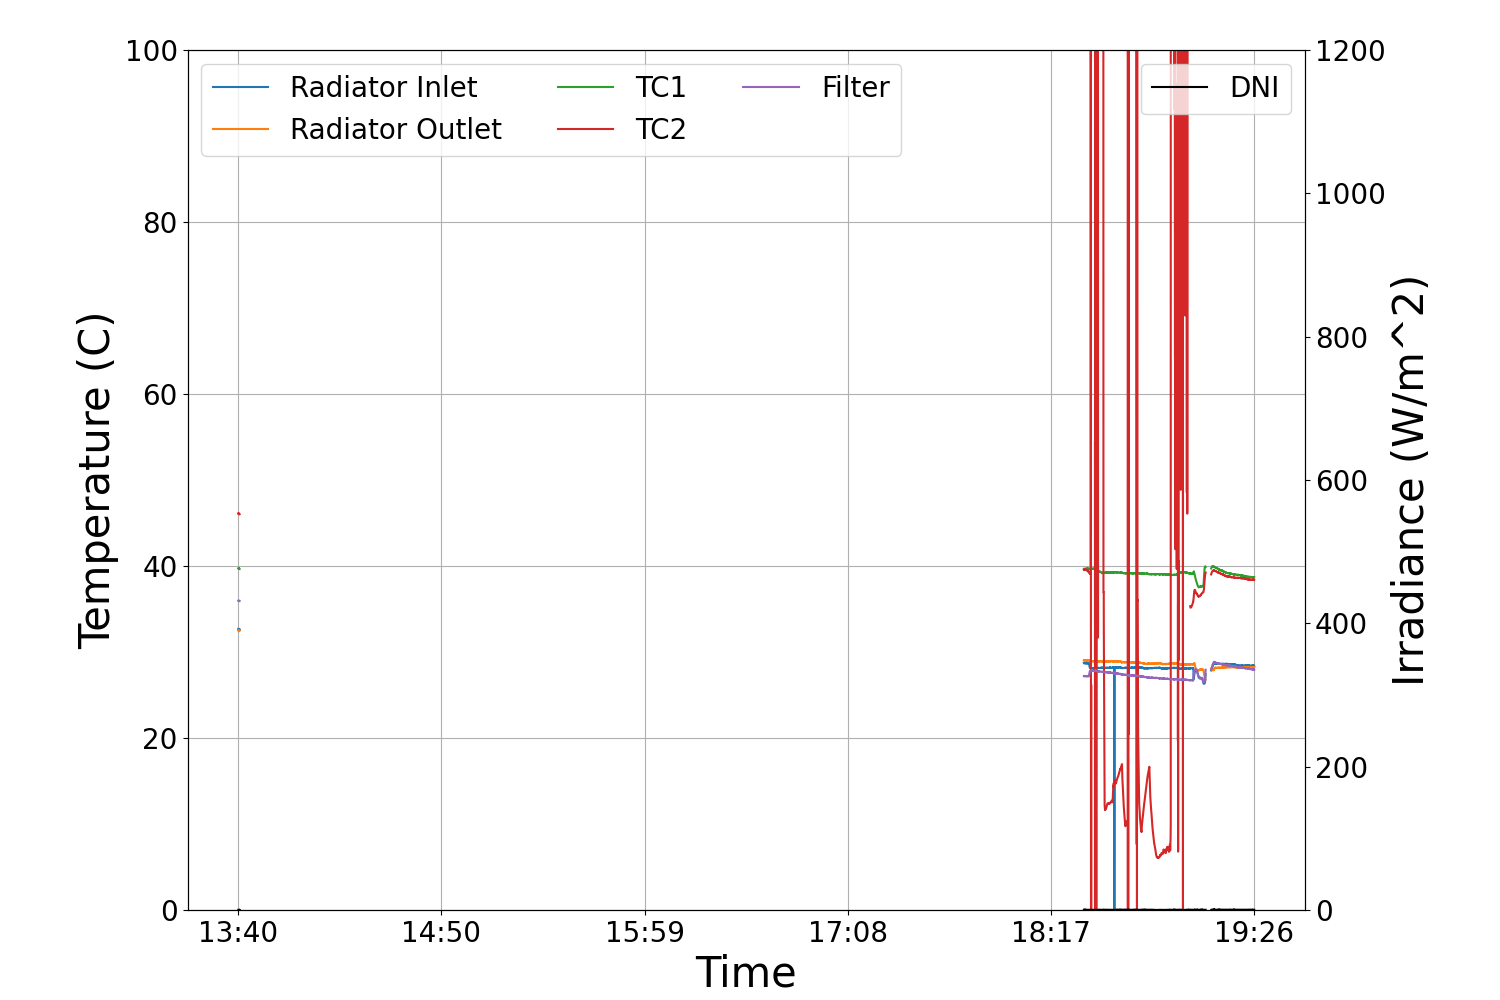 100
80
60
40
20
0
Temperature (C)
Radiator Inlet
Radiator Outlet
TC1
TC2
Filter
DNI
1200
1000
800
600
400
200
0
Irradiance (W/m^2)
13:40 14:50 15:59 17:08 18:17 19:26
Time